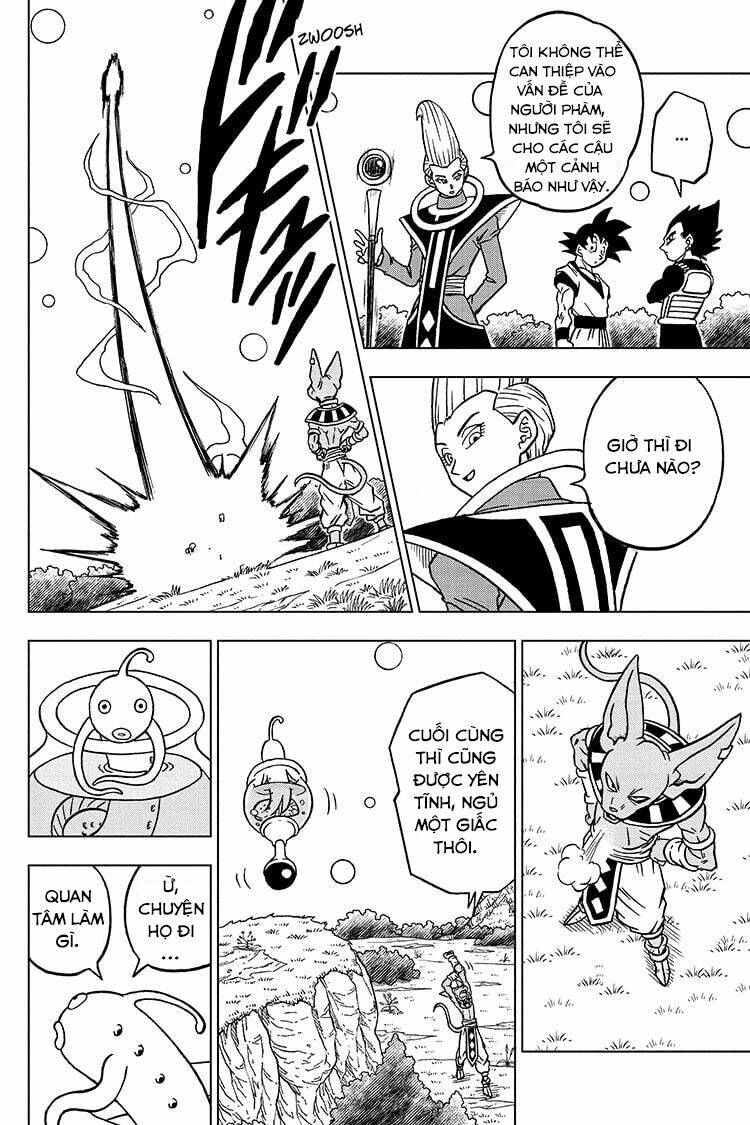 ...
TÔI KHÔNG THỂ
CAN THIỆP VÀO
VẤN ĐỀ CỦA
NGƯỜI PHÀM,
NHƯNG TÔI SẼ
CHO CÁC CẬU
MỘT CẢNH
BÁO NHƯ VẬY.
GIỜ THÌ ĐI
CHƯA NÀO?
ZWOOSH
CUỐI CÙNG
THÌ CŨNG
ĐƯỢC YÊN
TĨNH, NGỦ
MỘT GIẤC
THÔI.
Ừ,
CHUYỆN
HỌ ĐI
...
QUAN
TÂM LÀM
GÌ.